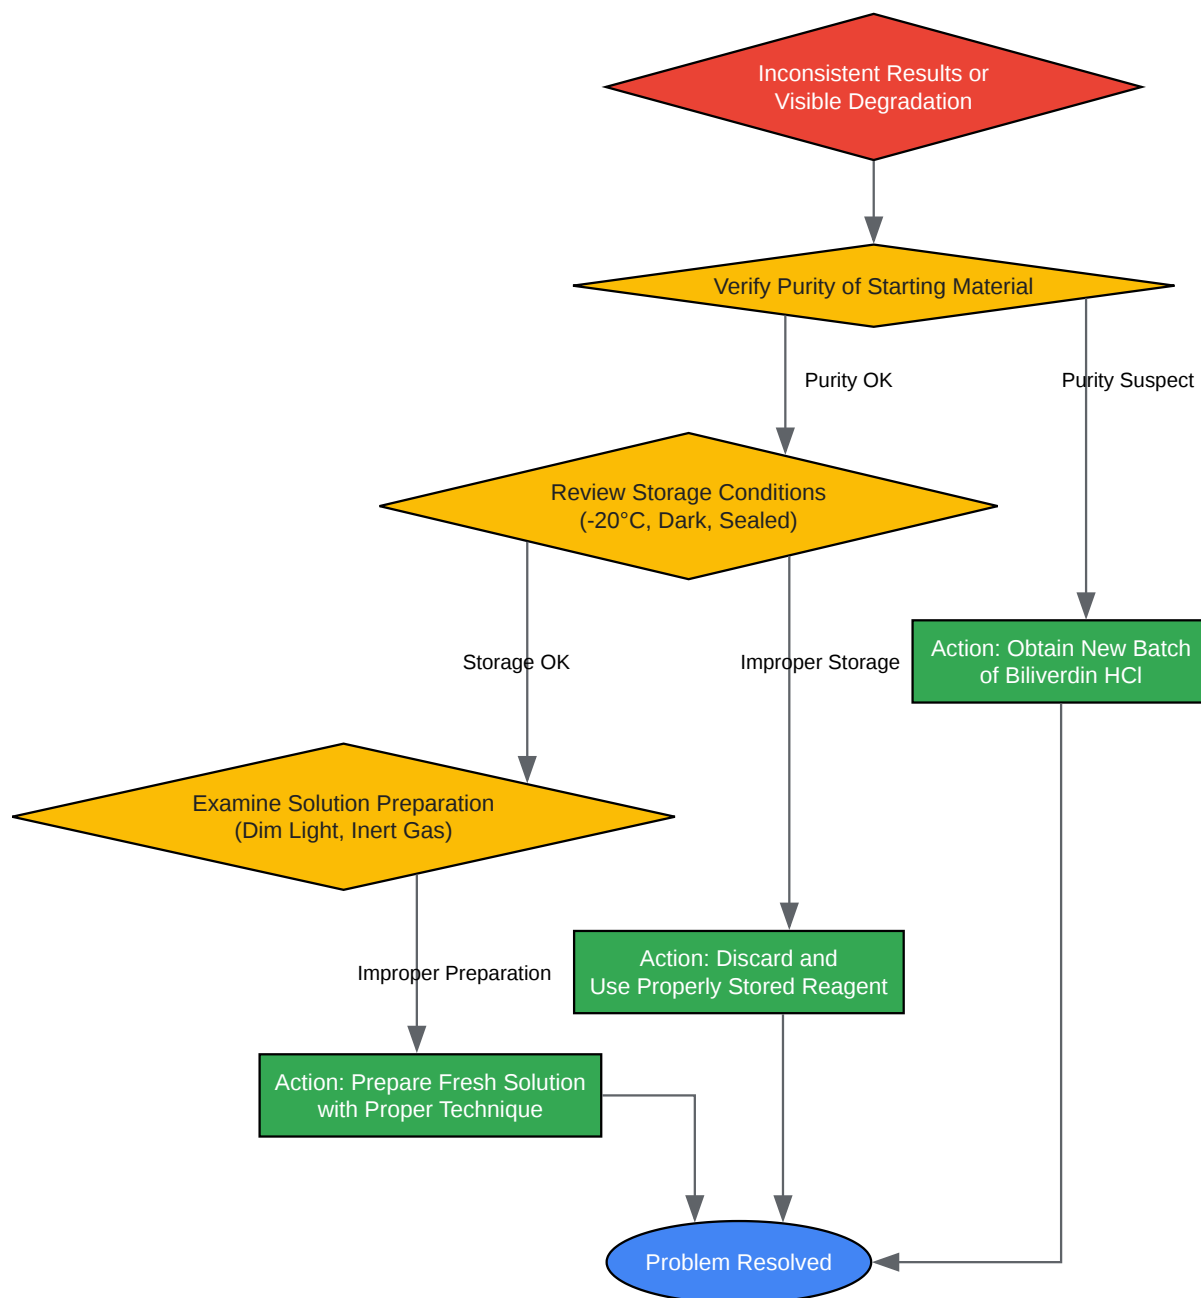 Inconsistent Results or
Visible Degradation
Verify Purity of Starting Material
Purity OK
Purity Suspect
Review Storage Conditions
(-20°C, Dark, Sealed)
Action: Obtain New Batch
of Biliverdin HCl
Storage OK
Improper Storage
Examine Solution Preparation
(Dim Light, Inert Gas)
Action: Discard and
Use Properly Stored Reagent
Improper Preparation
Action: Prepare Fresh Solution
with Proper Technique
Problem Resolved